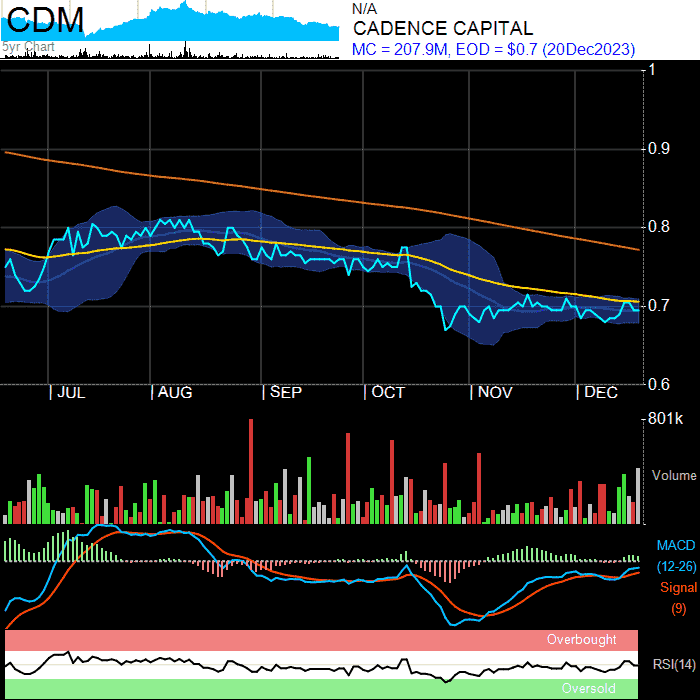 CDM
5yr Chart
N/A
CADENCE CAPITAL
MC = 207.9M, EOD = $0.7 (20Dec2023)
1
0.9
0.8
0.7
0.6
| JUL | AUG | SEP | OCT | NOV | DEC
801k
Volume
MACD
(12-26)
Signal
(9)
Overbought
RSI(14)
Oversold